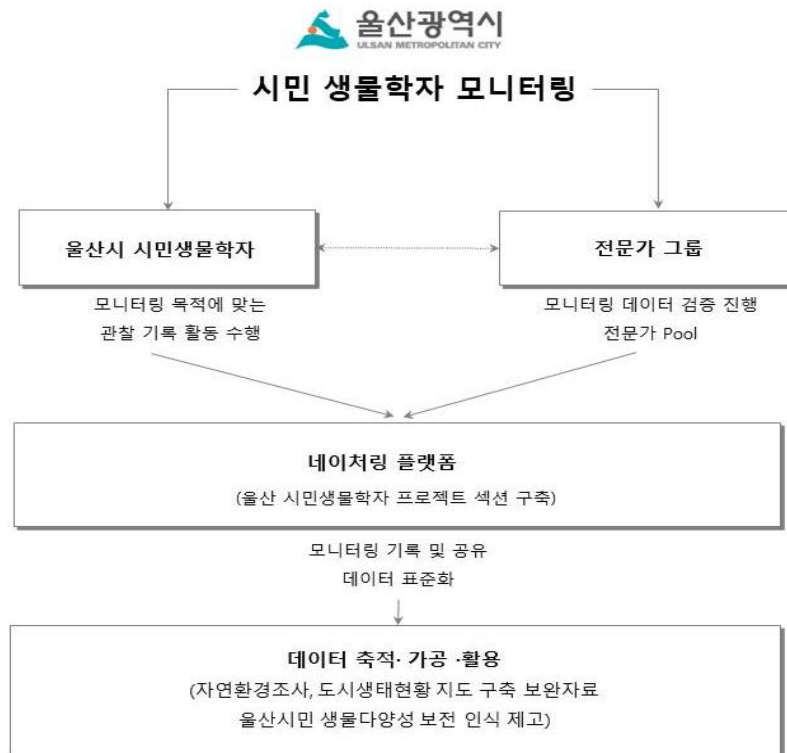 울산광역시
ULSAN METROPOLITAN CITY
시민 생물학자 모니터링
울산시 시민생물학자
전문가 그룹
모니터링 목적에 맞는
관찰 기록 활동 수행
모니터링 데이터 검증 진행
전문가 Pool
네이처링 플랫폼
(울산 시민생물학자 프로젝트 섹션 구축)
모니터링 기록 및 공유
데이터 표준화
데이터 축적· 가공 ·활용
(자연환경조사, 도시생태현황 지도 구축 보완자료
울산시민 생물다양성 보전 인식 제고)